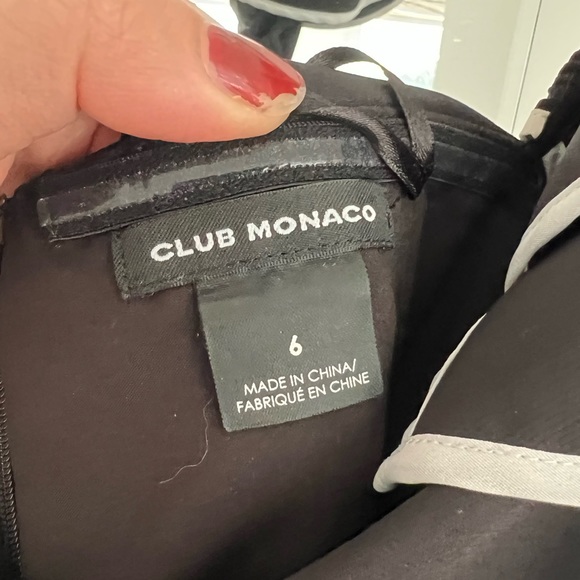 CLUB MONACO
6
MADE IN CHINA/
FABRIQUÉ EN CHINE